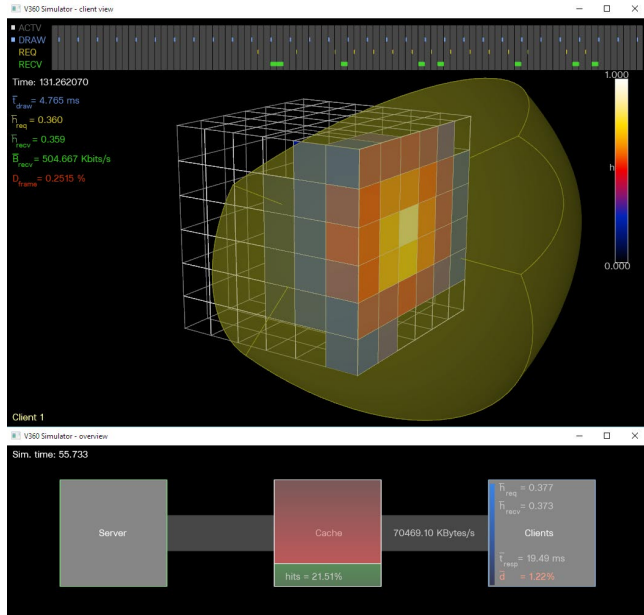 V360 Simulator - client view
ACTV
DRAW
REQ
RECV
Time: 131.262070
t̄draw = 4.765 ms
h̄req = 0.360
h̄recv = 0.359
B̄recv = 504.667 Kbits/s
Dframe = 0.2515 %
1.000
h
0.000
Client 1
V360 Simulator - overview
Sim. time: 55.733
Server
Cache
hits = 21.51%
70469.10 KBytes/s
h̄req = 0.377
h̄recv = 0.373
Clients
t̄resp = 19.49 ms
d̄ = 1.22%